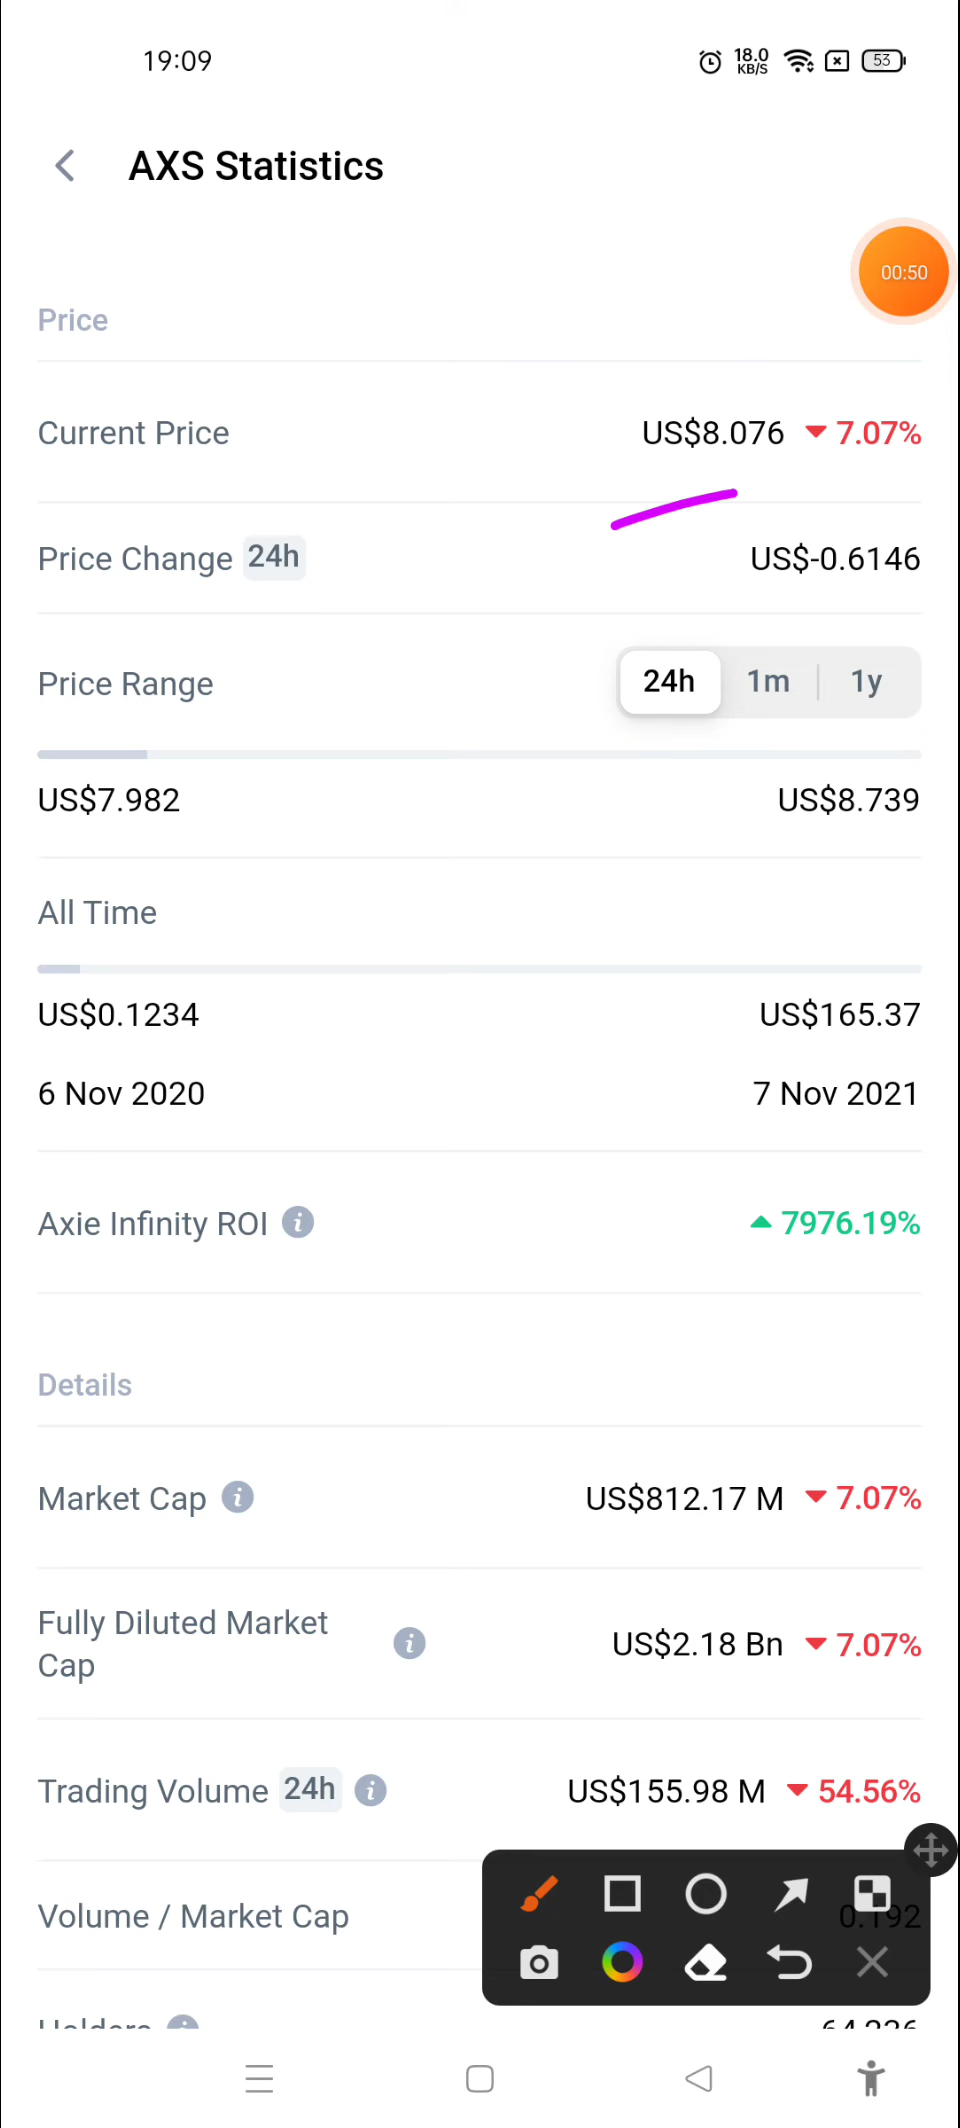 19:09
18.0
KB/S
53
AXS Statistics
00:50
Price
Current Price US$8.076 7.07%
Price Change 24h US$-0.6146
Price Range 24h 1m 1y
US$7.982 US$8.739
All Time
US$0.1234 US$165.37
6 Nov 2020 7 Nov 2021
Axie Infinity ROI 7976.19%
Details
Market Cap US$812.17 M 7.07%
Fully Diluted Market
Cap
US$2.18 Bn 7.07%
Trading Volume 24h US$155.98 M 54.56%
Volume / Market Cap 0.192
Holders